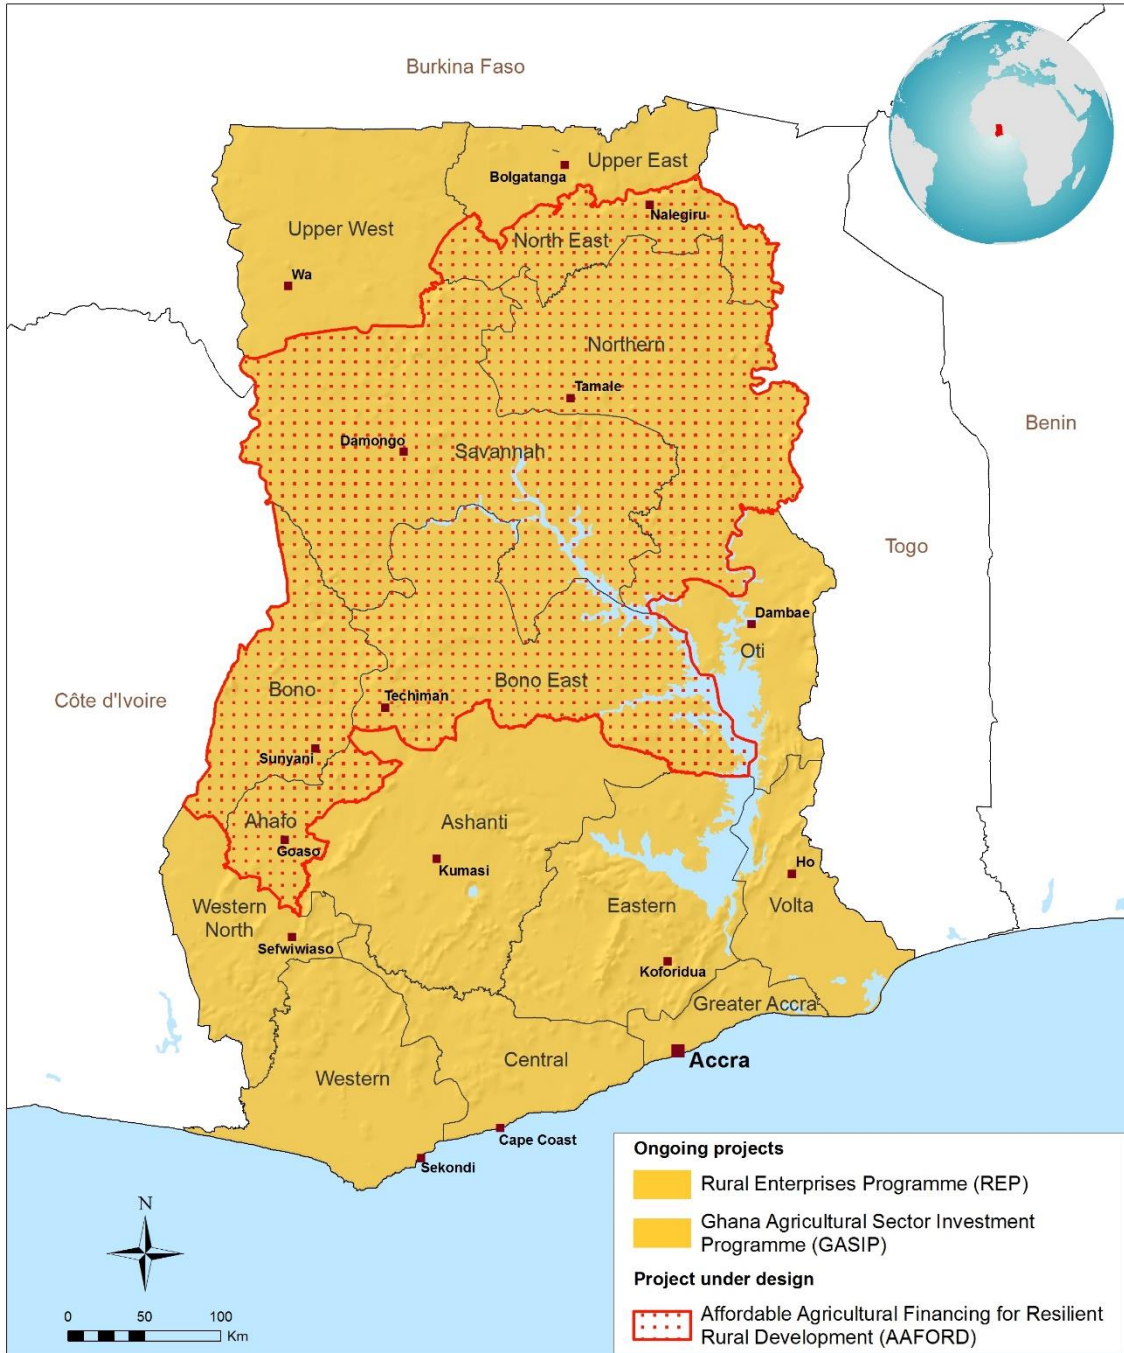 Burkina Faso
Upper East
Bolgatanga
Nalegiru
Upper West
North East
Wa
Northern
Tamale
Benin
Damongo
Savannah
Togo
Dambae
Oti
Bono
Bono East
Techiman
Côte d'Ivoire
Sunyani
Ahafo
Goaso
Ashanti
Kumasi
Ho
Eastern
Volta
Western
North
Sefwiwiaso
Koforidua
Greater Accra
Accra
Central
Western
Cape Coast
Sekondi
N
0 50 100
Km
Ongoing projects
Rural Enterprises Programme (REP)
Ghana Agricultural Sector Investment
Programme (GASIP)
Project under design
Affordable Agricultural Financing for Resilient
Rural Development (AAFORD)